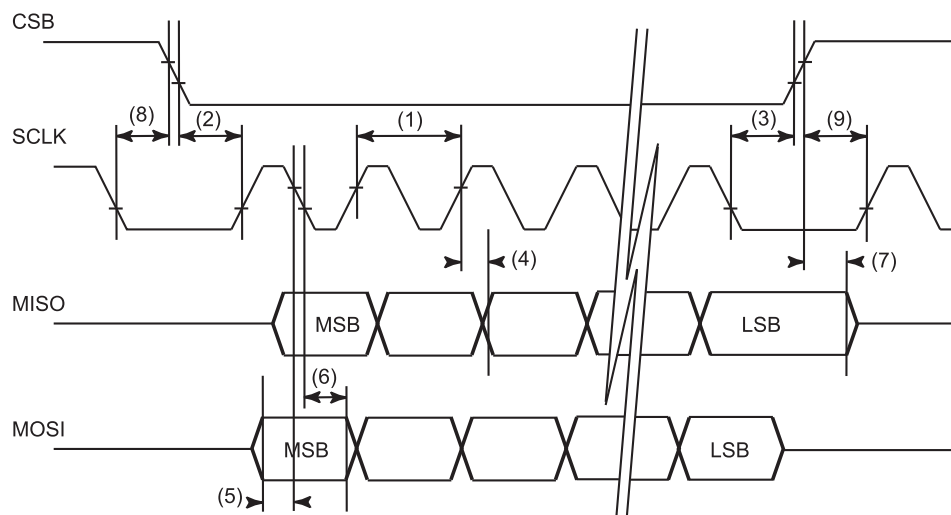 CSB
(8)
(2)
(1)
(3)
(9)
SCLK
(4)
(7)
MISO
MSB
LSB
(6)
MOSI
MSB
LSB
(5)